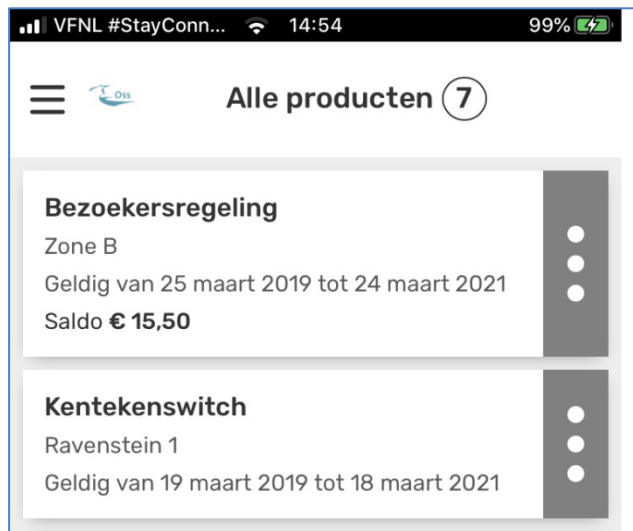 VFNL #StayConn... 14:54 99%
Oss
Alle producten 7
Bezoekersregeling
Zone B
Geldig van 25 maart 2019 tot 24 maart 2021
Saldo € 15,50
Kentekenswitch
Ravenstein 1
Geldig van 19 maart 2019 tot 18 maart 2021